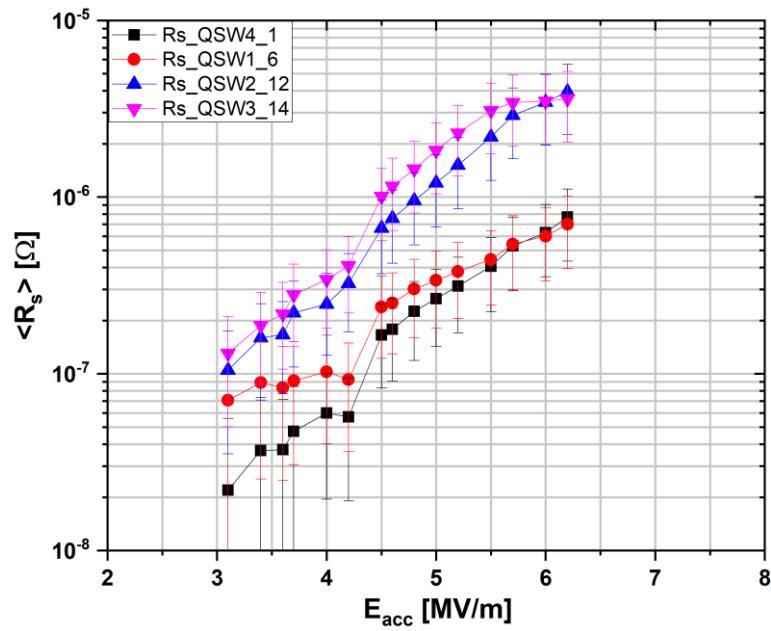 10⁻⁵
Rs_QSW4_1
Rs_QSW1_6
Rs_QSW2_12
Rs_QSW3_14
10⁻⁶
<Rₛ> [Ω]
10⁻⁷
10⁻⁸
2 3 4 5 6 7 8
E_acc [MV/m]